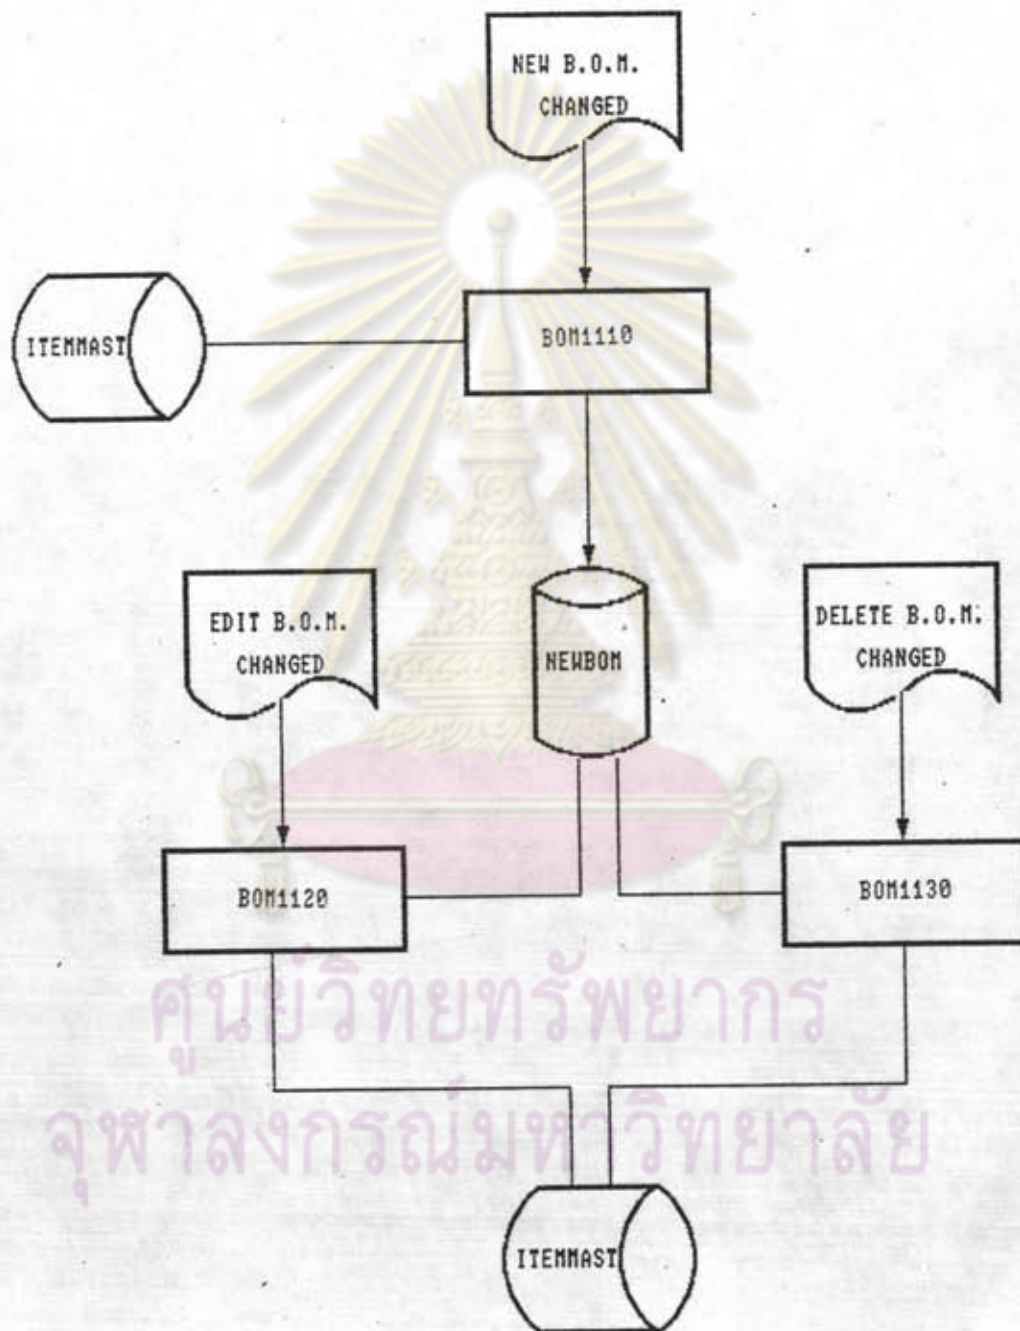 NEW B.O.M.
CHANGED
ITEMMAST
BOM1110
EDIT B.O.M.
CHANGED
NEWBOM
DELETE B.O.M.
CHANGED
BOM1120
BOM1130
ศูนย์วิทยทรัพยากร
จุฬาลงกรณ์มหาวิทยาลัย
ITEMMAST